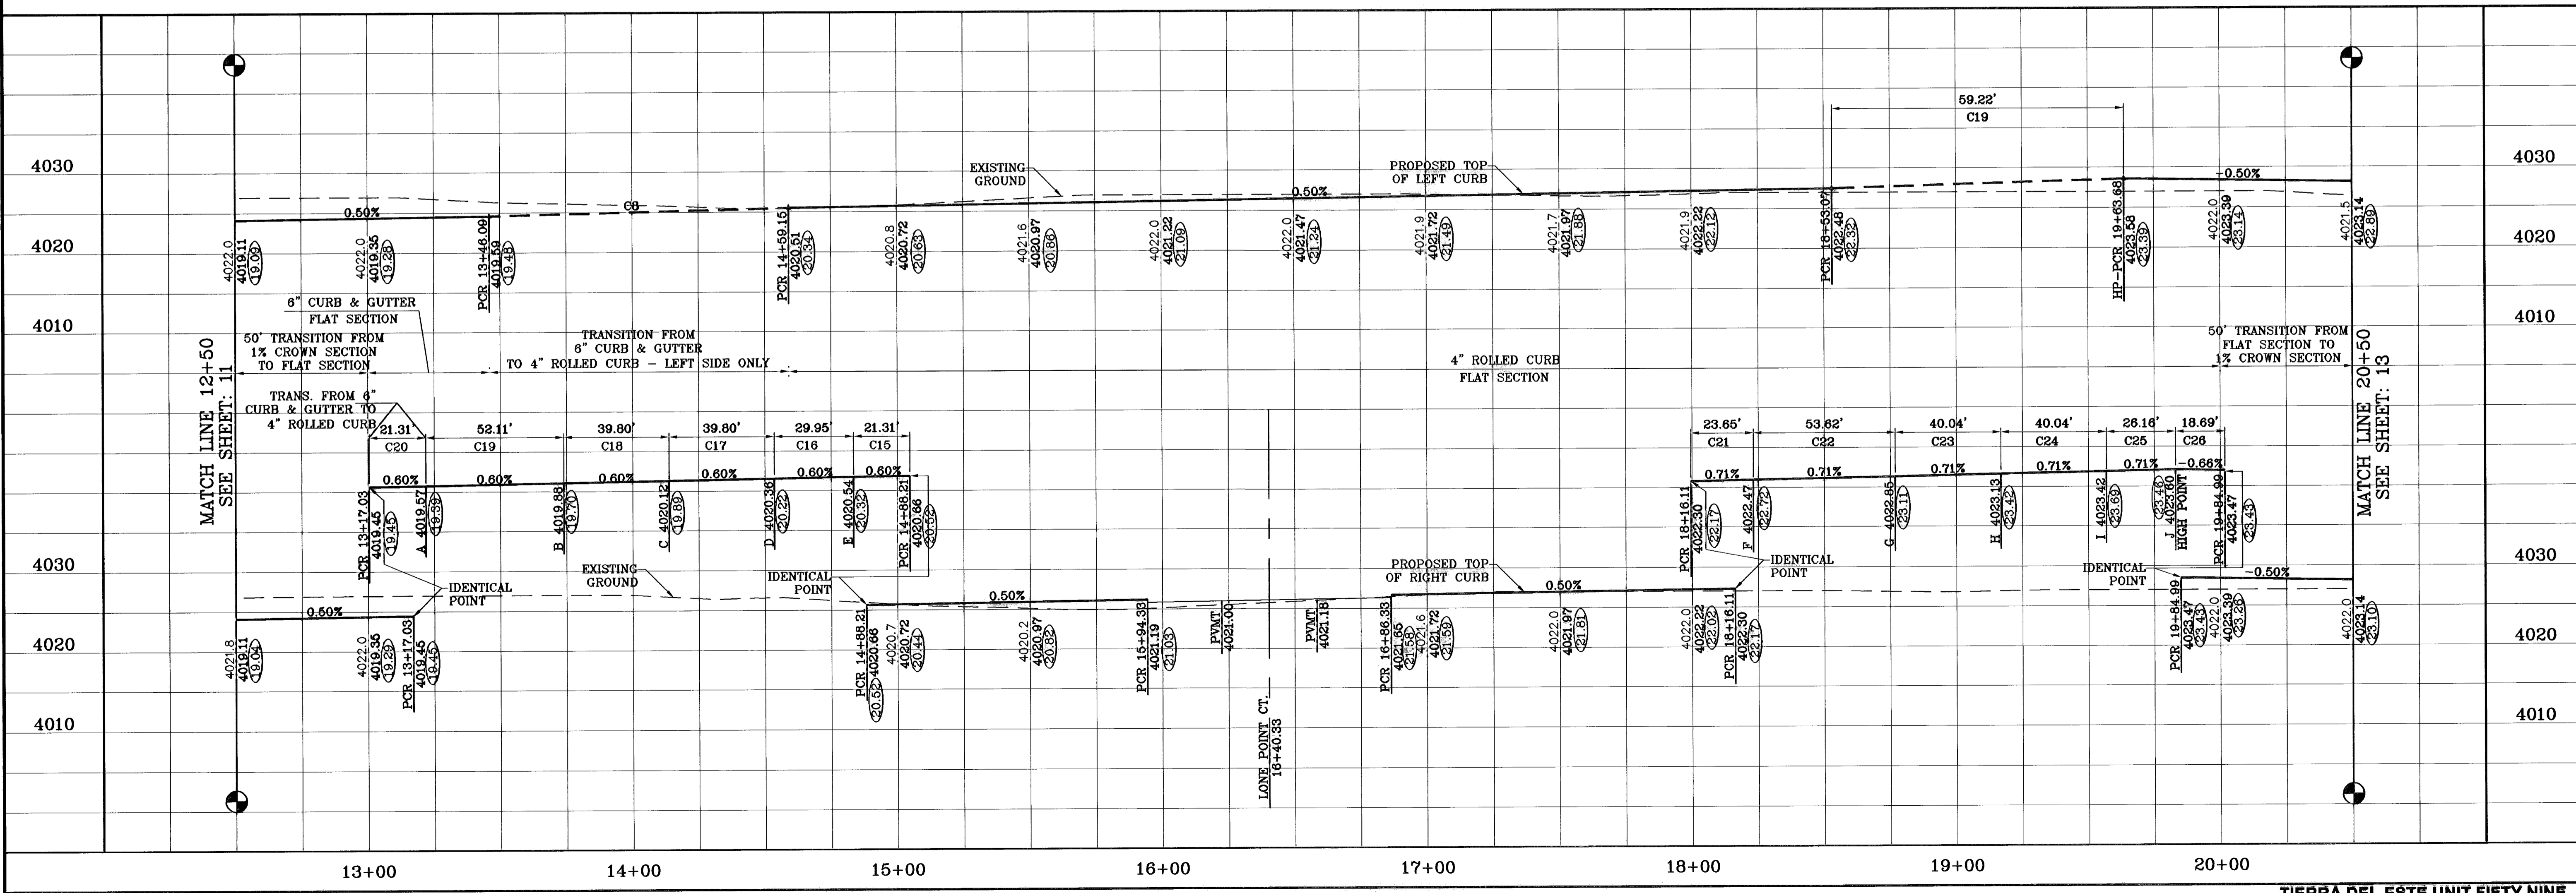 59.22'
C19
4030
EXISTING
GROUND
PROPOSED TOP
OF LEFT CURB
4030
0.50%
C8
0.50%
-0.50%
4020
4022.0
4019.11
19.09
4022.0
4019.35
19.28
PCR 13+46.09
4019.59
19.48
PCR 14+59.15
4020.51
20.34
4020.8
4020.72
20.63
4021.6
4020.97
20.86
4022.0
4021.22
21.09
4022.0
4021.47
21.24
4021.9
4021.72
21.49
4021.7
4021.97
21.88
4021.9
4022.22
22.12
PCR 18+53.07
4022.48
22.32
HP-PCR 19+63.68
4023.58
23.39
4022.0
4023.39
23.14
4021.5
4023.14
22.89
4020
6" CURB & GUTTER
FLAT SECTION
4010
50' TRANSITION FROM
1% CROWN SECTION
TO FLAT SECTION
TRANSITION FROM
6" CURB & GUTTER
TO 4" ROLLED CURB - LEFT SIDE ONLY
4" ROLLED CURB
FLAT SECTION
50' TRANSITION FROM
FLAT SECTION TO
1% CROWN SECTION
4010
MATCH LINE 12+50
SEE SHEET: 11
MATCH LINE 20+50
SEE SHEET: 13
TRANS. FROM 6"
CURB & GUTTER TO
4" ROLLED CURB
21.31'
C20
52.11'
C19
39.80'
C18
39.80'
C17
29.95'
C16
21.31'
C15
23.65'
C21
53.62'
C22
40.04'
C23
40.04'
C24
26.16'
C25
18.69'
C26
0.60%
0.60%
0.60%
0.60%
0.60%
0.60%
0.71%
0.71%
0.71%
0.71%
0.71%
-0.66%
PCR 13+17.03
4019.45
19.45
A 4019.57
19.39
B 4019.88
19.70
C 4020.12
19.89
D 4020.36
20.22
E 4020.54
20.32
PCR 14+88.21
4020.66
20.52
PCR 18+16.11
4022.30
22.17
F 4022.47
22.72
G 4022.85
23.11
H 4023.13
23.42
I 4023.42
23.69
23.46
J 4023.60
HIGH POINT
PCR 19+84.99
4023.47
23.43
4030
IDENTICAL
POINT
EXISTING
GROUND
IDENTICAL
POINT
PROPOSED TOP
OF RIGHT CURB
IDENTICAL
POINT
IDENTICAL
POINT
4030
0.50%
0.50%
0.50%
-0.50%
4020
4021.8
4019.11
19.04
4022.0
4019.35
19.29
PCR 13+17.03
4019.45
19.45
PCR 14+88.21
20.52
4020.66
4020.7
4020.72
20.44
4020.2
4020.97
20.82
PCR 15+94.33
4021.19
21.03
PVMT
4021.00
PVMT
4021.18
PCR 16+86.33
4021.65
21.58
4021.6
4021.72
21.59
4022.0
4021.97
21.81
4022.0
4022.22
22.02
PCR 18+16.11
4022.30
22.17
PCR 19+84.99
4023.47
23.43
4022.0
4023.39
23.26
4022.0
4023.14
23.10
4020
4010
LONE POINT CT.
16+40.33
4010
13+00
14+00
15+00
16+00
17+00
18+00
19+00
20+00